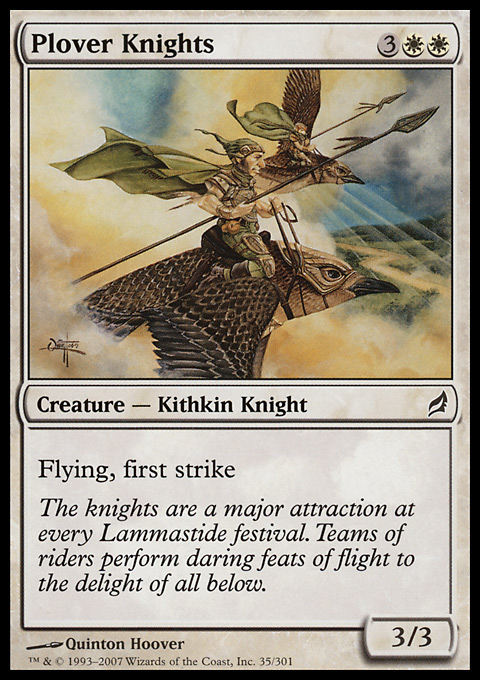 Plover Knights 3
Creature — Kithkin Knight
Flying, first strike
The knights are a major attraction at
every Lammastide festival. Teams of
riders perform daring feats of flight to
the delight of all below.
Quinton Hoover
3/3
™ & © 1993–2007 Wizards of the Coast, Inc. 35/301